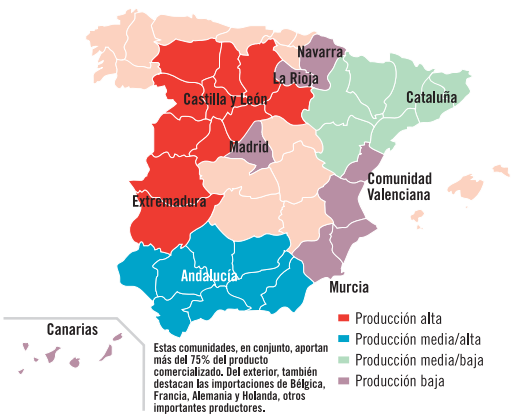 Navarra
La Rioja
Castilla y León
Cataluña
Madrid
Comunidad
Valenciana
Extremadura
Andalucía
Murcia
Canarias
Producción alta
Producción media/alta
Producción media/baja
Producción baja
Estas comunidades, en conjunto, aportan
más del 75% del producto
comercializado. Del exterior, también
destacan las importaciones de Bélgica,
Francia, Alemania y Holanda, otros
importantes productores.